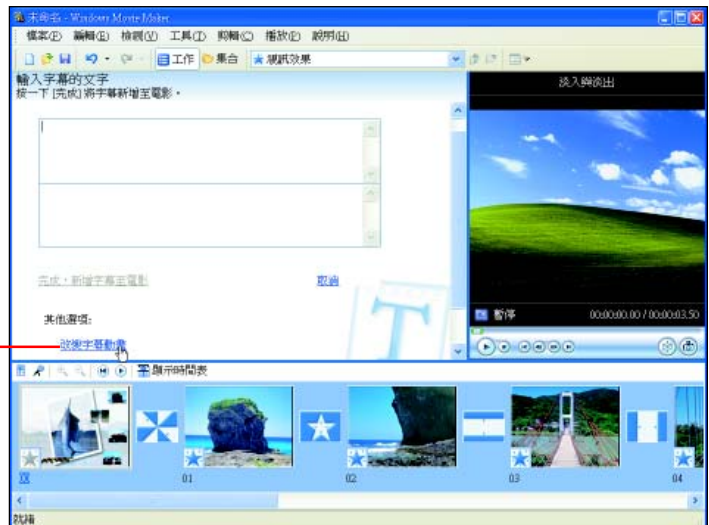 未命名 - Windows Movie Maker
檔案(F) 編輯(E) 檢視(V) 工具(T) 剪輯(C) 播放(P) 說明(H)
工作 集合 視訊效果
輸入字幕的文字
按一下 [完成] 將字幕新增至電影。
淡入與淡出
完成，新增字幕至電影 取消
其他選項:
改變字幕動畫
暫停 00:00:00.00 / 00:00:03.50
顯示時間表
01 02 03 04
就緒